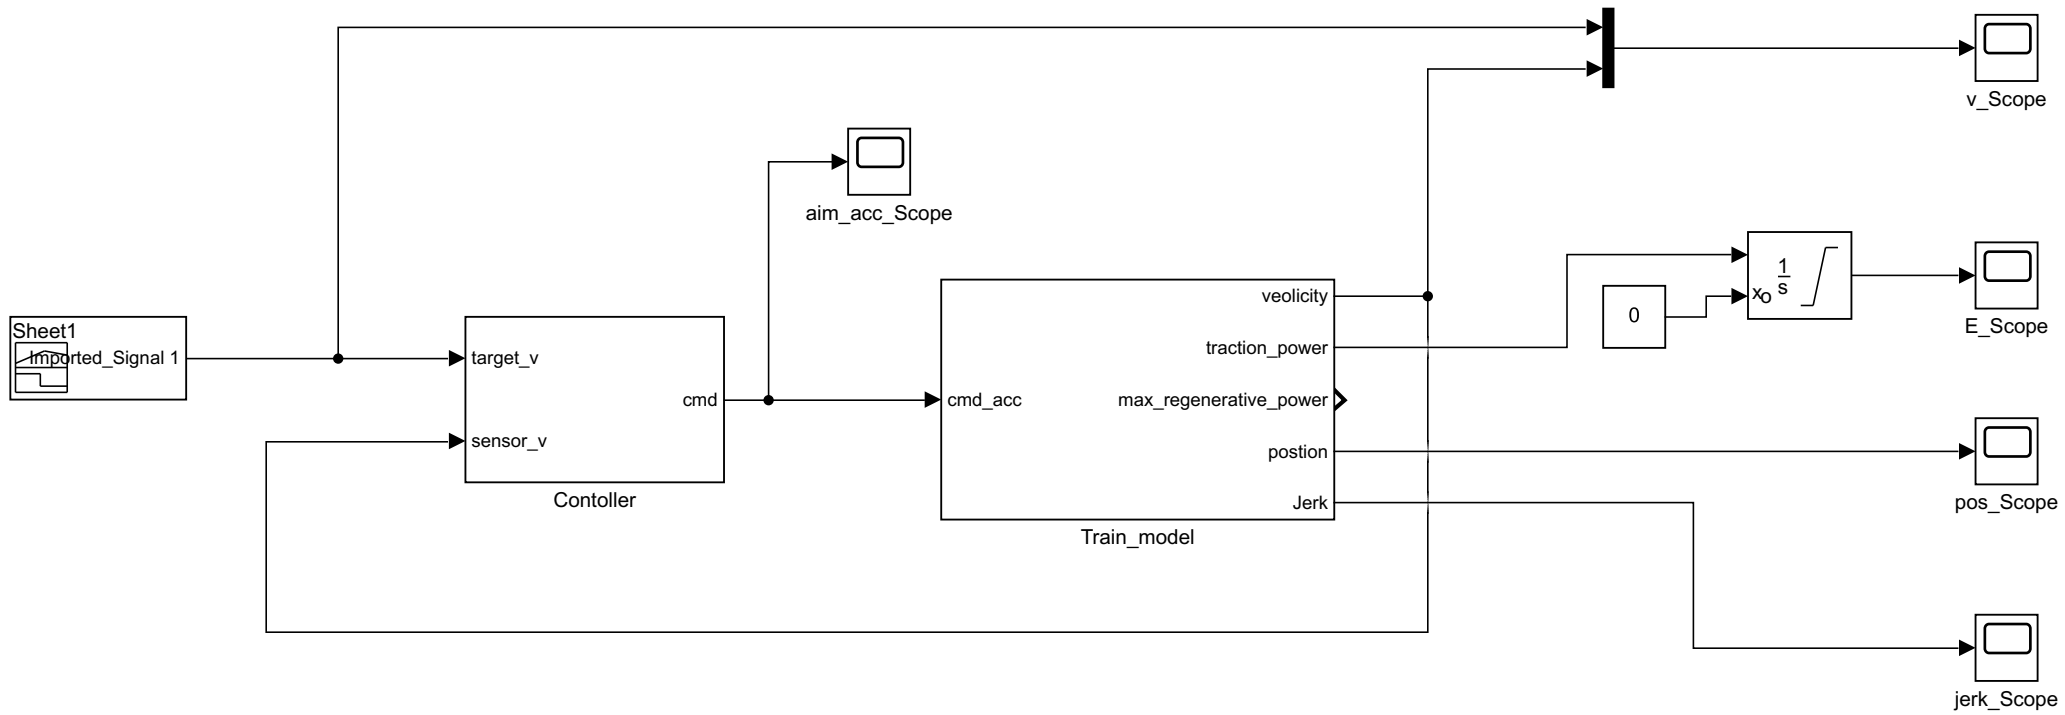 v_Scope
aim_acc_Scope
Sheet1
Imported_Signal 1
target_v
sensor_v
cmd
Contoller
cmd_acc
veolicity
traction_power
max_regenerative_power
postion
Jerk
Train_model
0
1
s
xo
E_Scope
pos_Scope
jerk_Scope